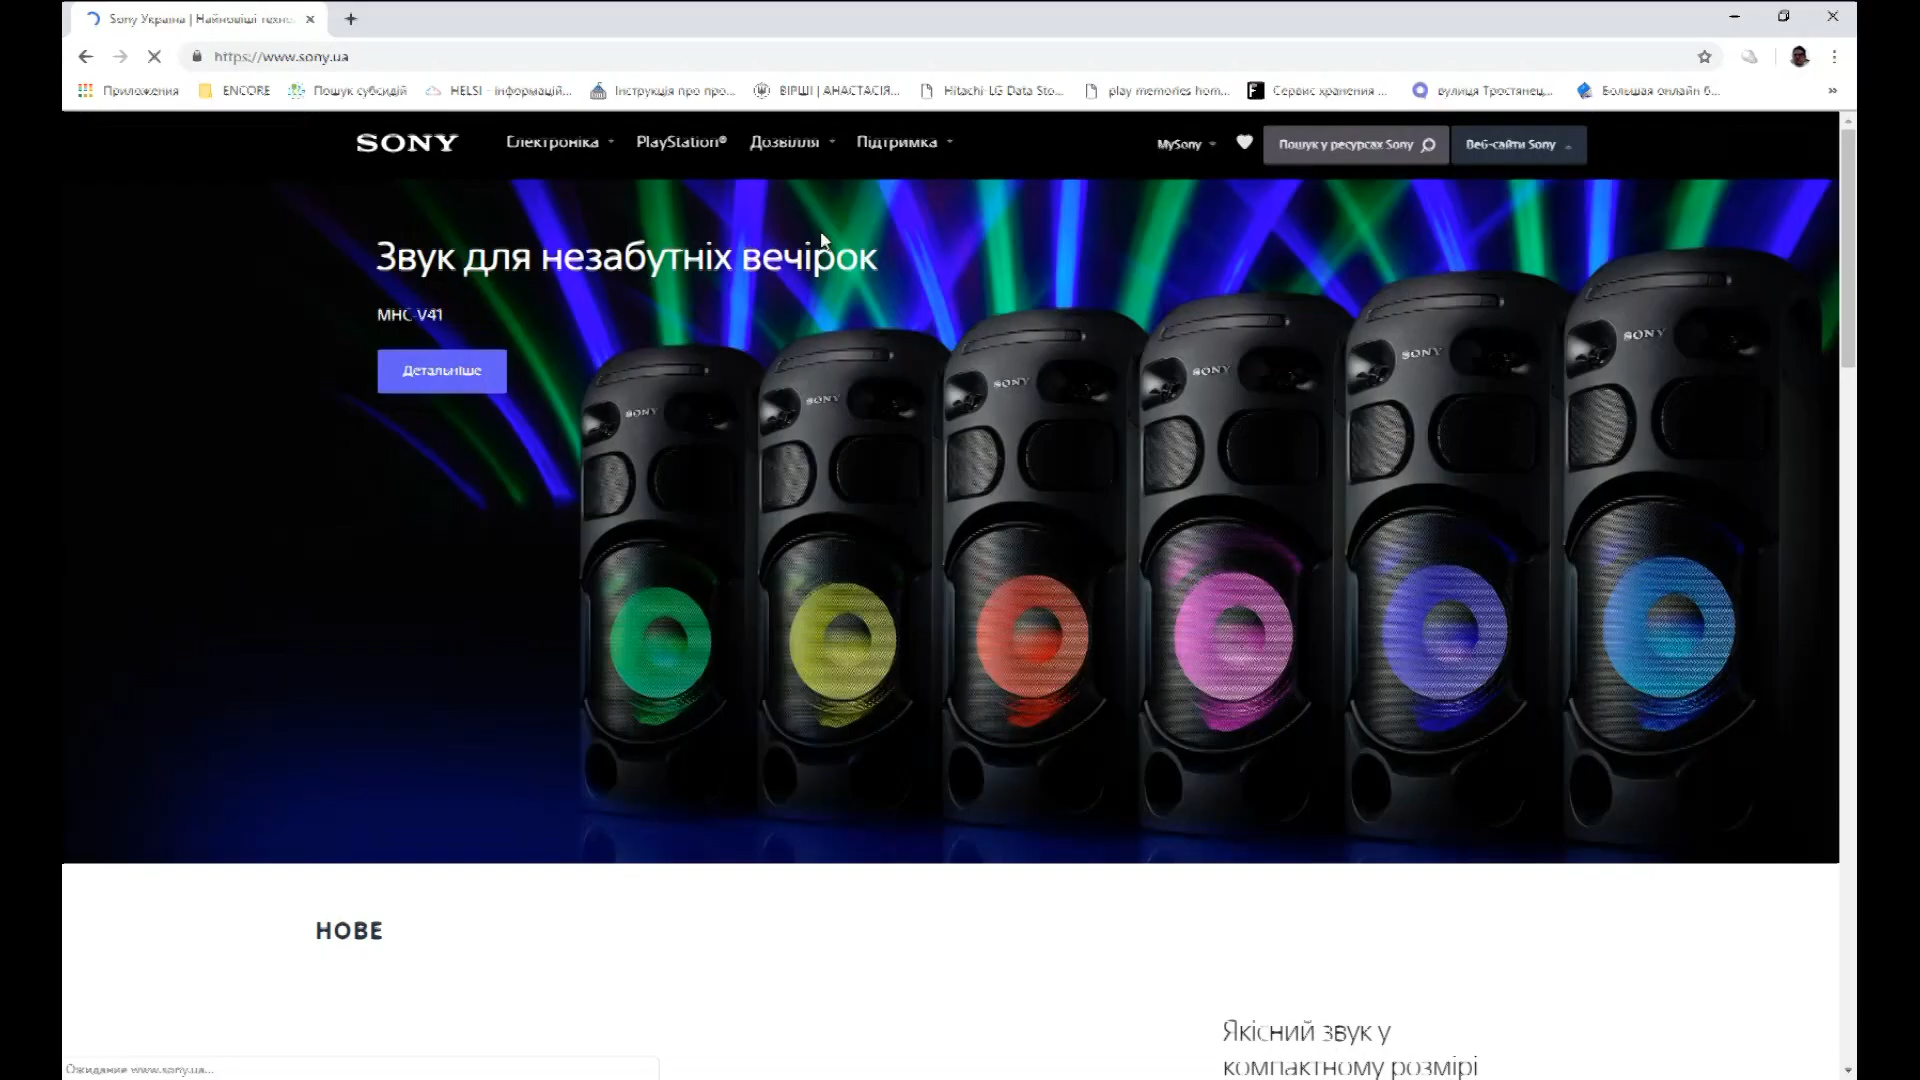 Sony Україна | Найновіші техно
https://www.sony.ua
Приложения
ENCORE
Пошук субсидій
HELSI - інформацій...
Інструкція про про...
ВІРШІ | АНАСТАСІЯ...
Hitachi-LG Data Sto...
play memories hom...
Сервис хранения ...
вулиця Тростянец...
Большая онлайн б...
SONY
Електроніка
PlayStation®
Дозвілля
Підтримка
MySony
Пошук у ресурсах Sony
Веб-сайти Sony
Звук для незабутніх вечірок
MHC-V41
Детальніше
SONY
SONY
SONY
SONY
SONY
SONY
НОВЕ
Якісний звук у
компактному розмірі
Ожидание www.sony.ua...